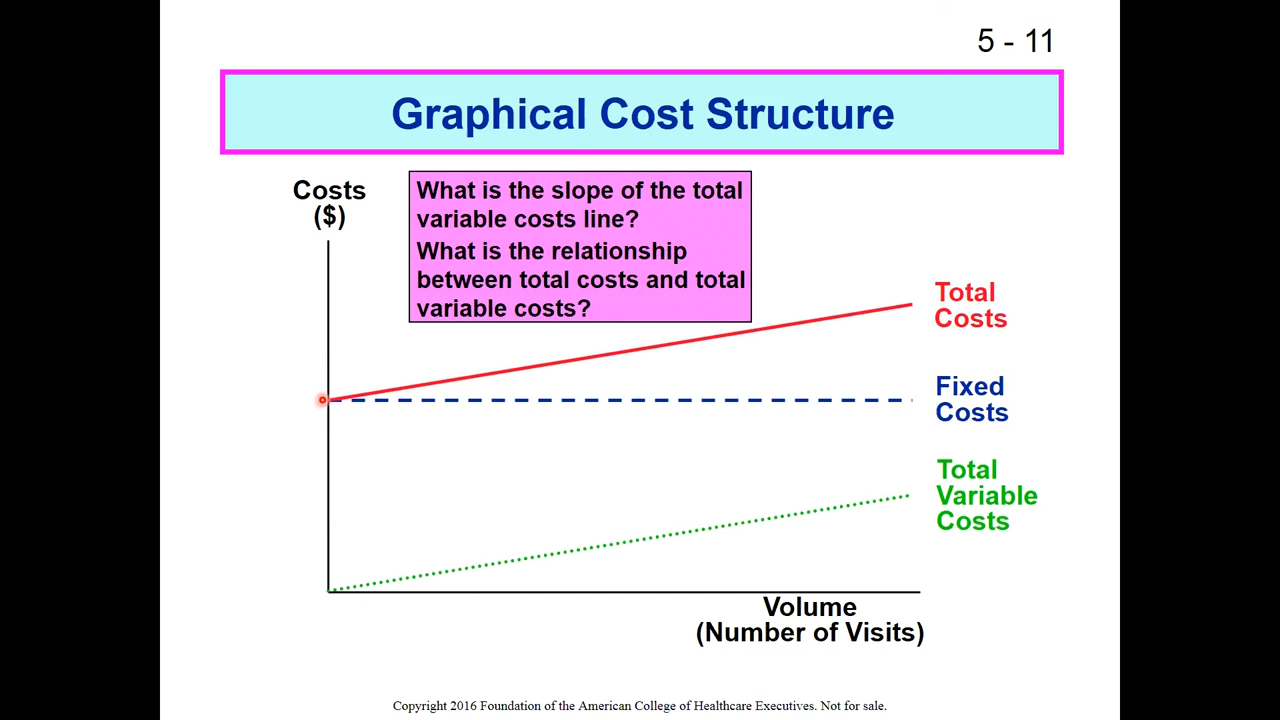 5 - 11
Graphical Cost Structure
Costs
($)
What is the slope of the total
variable costs line?
What is the relationship
between total costs and total
variable costs?
Total
Costs
Fixed
Costs
Total
Variable
Costs
Volume
(Number of Visits)
Copyright 2016 Foundation of the American College of Healthcare Executives. Not for sale.